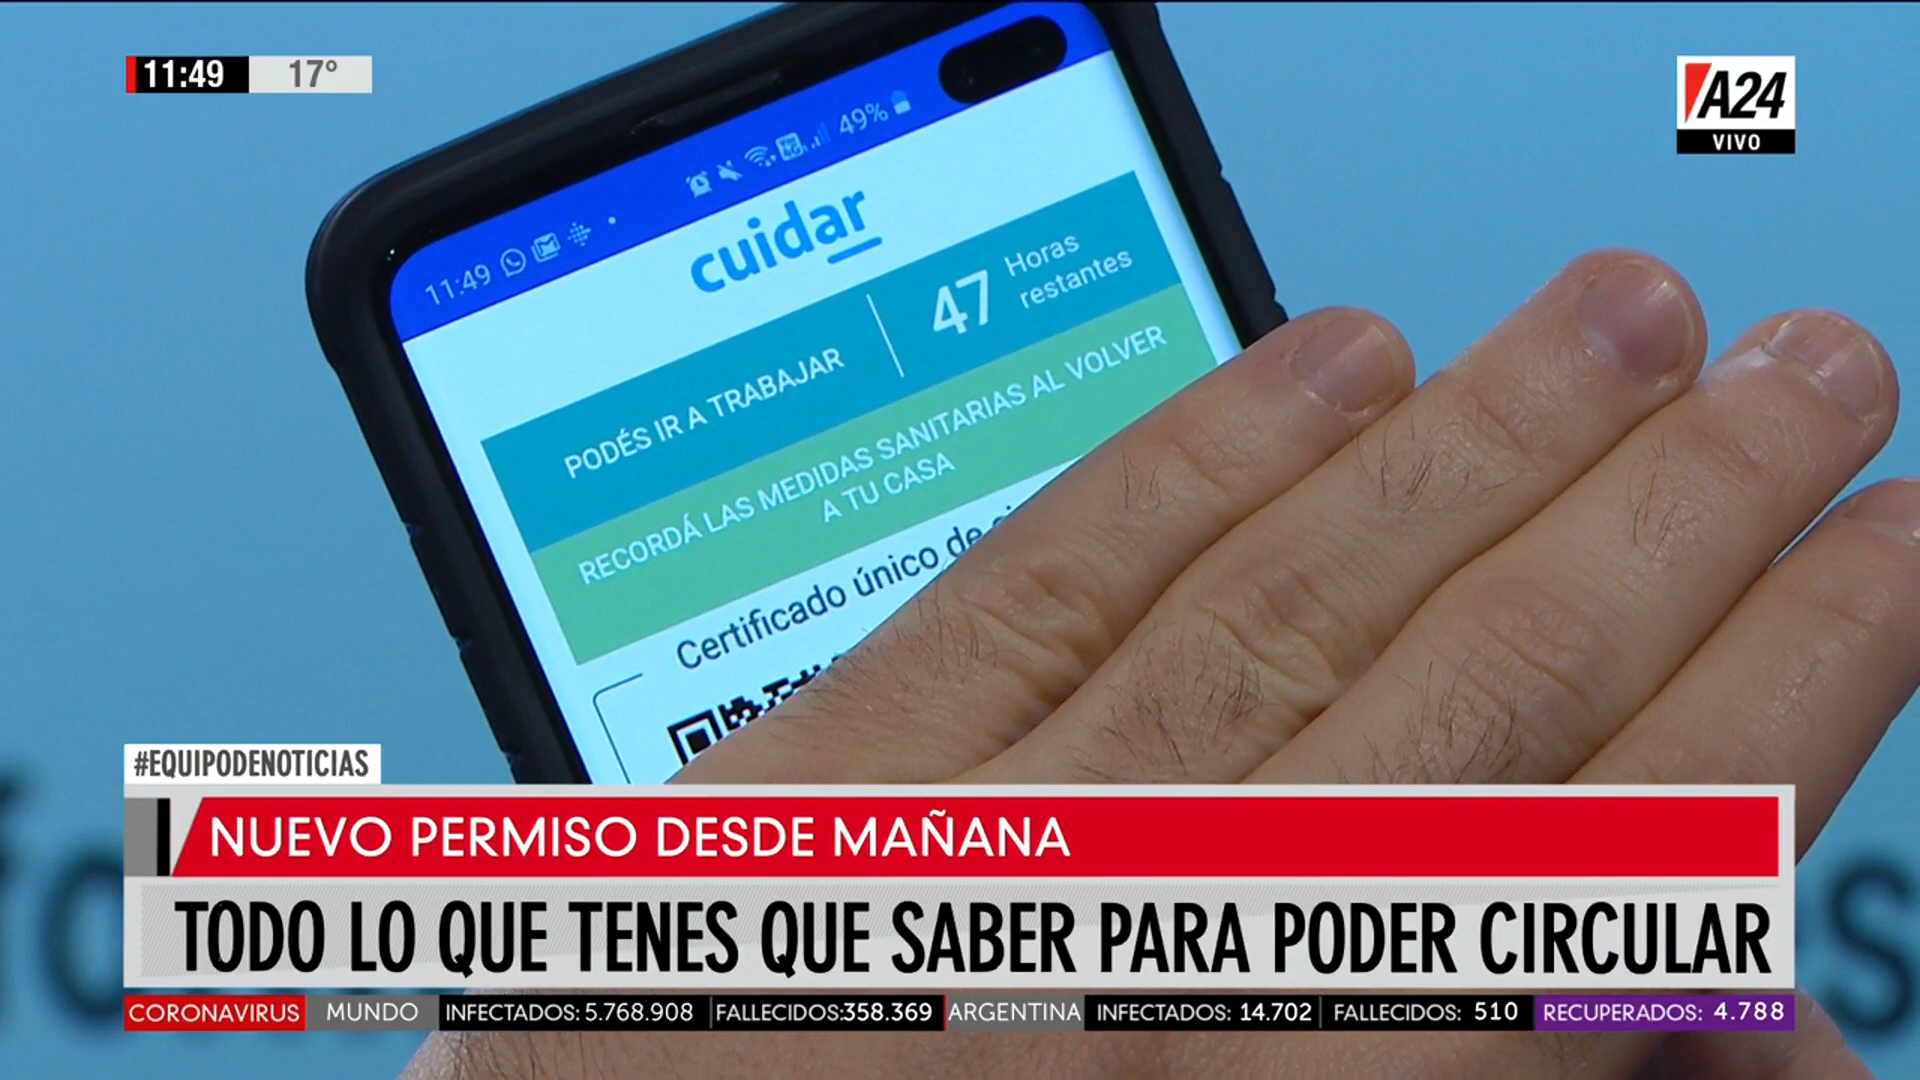 11:49 17°
A24
VIVO
11:49
49%
cuidar
PODÉS IR A TRABAJAR
47 Horas restantes
RECORDÁ LAS MEDIDAS SANITARIAS AL VOLVER
A TU CASA
Certificado único de
#EQUIPODENOTICIAS
NUEVO PERMISO DESDE MAÑANA
TODO LO QUE TENES QUE SABER PARA PODER CIRCULAR
CORONAVIRUS MUNDO INFECTADOS: 5.768.908 FALLECIDOS:358.369 ARGENTINA INFECTADOS: 14.702 FALLECIDOS: 510 RECUPERADOS: 4.788